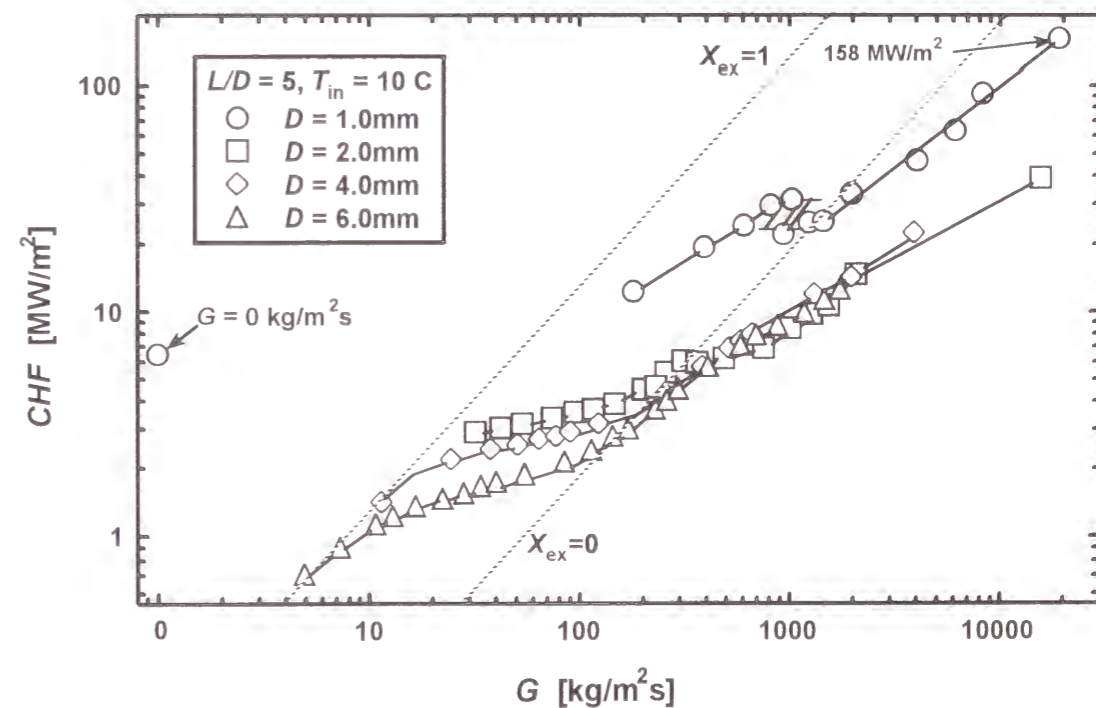 L/D = 5, T_in = 10 C
D = 1.0mm
D = 2.0mm
D = 4.0mm
D = 6.0mm
X_ex=1
158 MW/m²
G = 0 kg/m²s
X_ex=0
100
10
1
CHF [MW/m²]
0
10
100
1000
10000
G [kg/m²s]